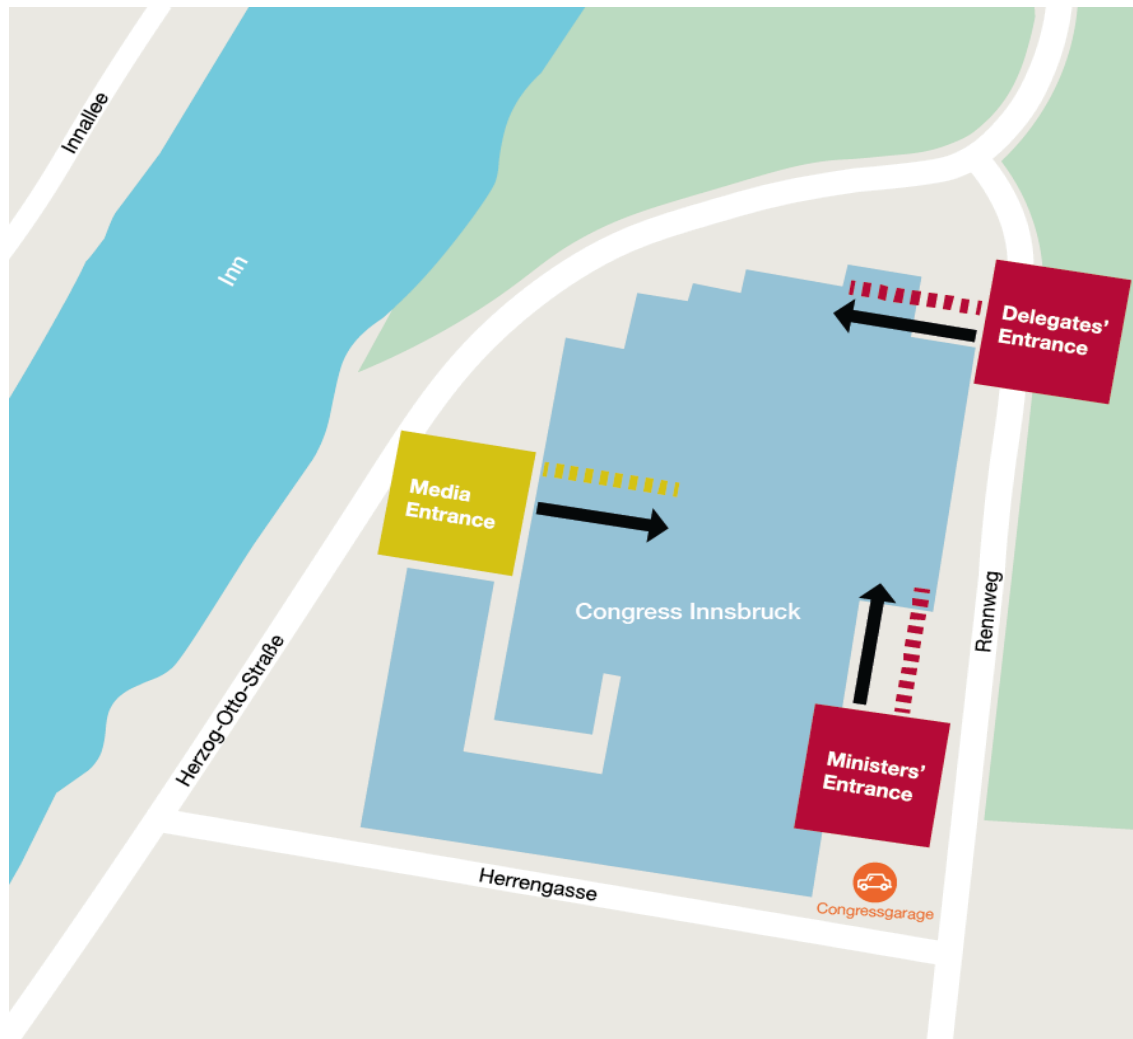 Innallee
Inn
Delegates'
Entrance
Media
Entrance
Congress Innsbruck
Rennweg
Herzog-Otto-Straße
Ministers'
Entrance
Herrengasse
Congressgarage